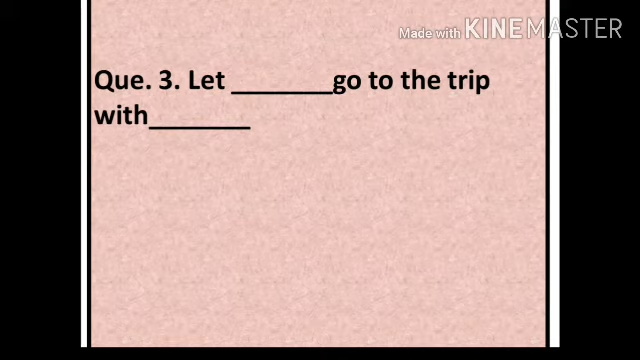 Made with KINEMASTER
Que. 3. Let _______go to the trip
with_______